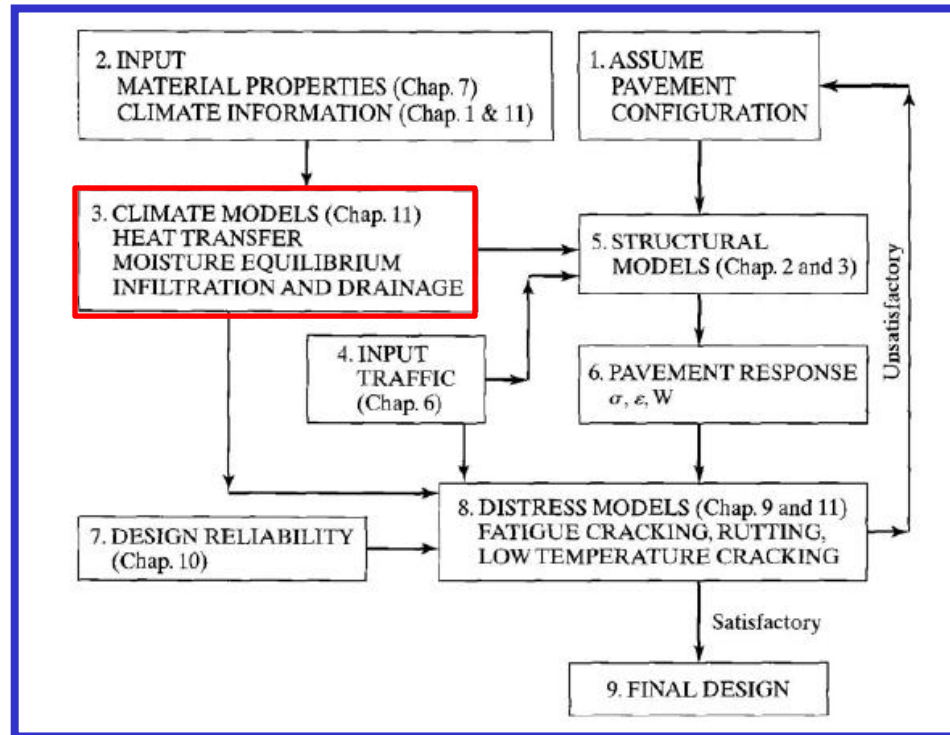 2. INPUT
MATERIAL PROPERTIES (Chap. 7)
CLIMATE INFORMATION (Chap. 1 & 11)
1. ASSUME
PAVEMENT
CONFIGURATION
3. CLIMATE MODELS (Chap. 11)
HEAT TRANSFER
MOISTURE EQUILIBRIUM
INFILTRATION AND DRAINAGE
5. STRUCTURAL
MODELS (Chap. 2 and 3)
Unsatisfactory
4. INPUT
TRAFFIC
(Chap. 6)
6. PAVEMENT RESPONSE
σ, ε, W
7. DESIGN RELIABILITY
(Chap. 10)
8. DISTRESS MODELS (Chap. 9 and 11)
FATIGUE CRACKING, RUTTING,
LOW TEMPERATURE CRACKING
Satisfactory
9. FINAL DESIGN